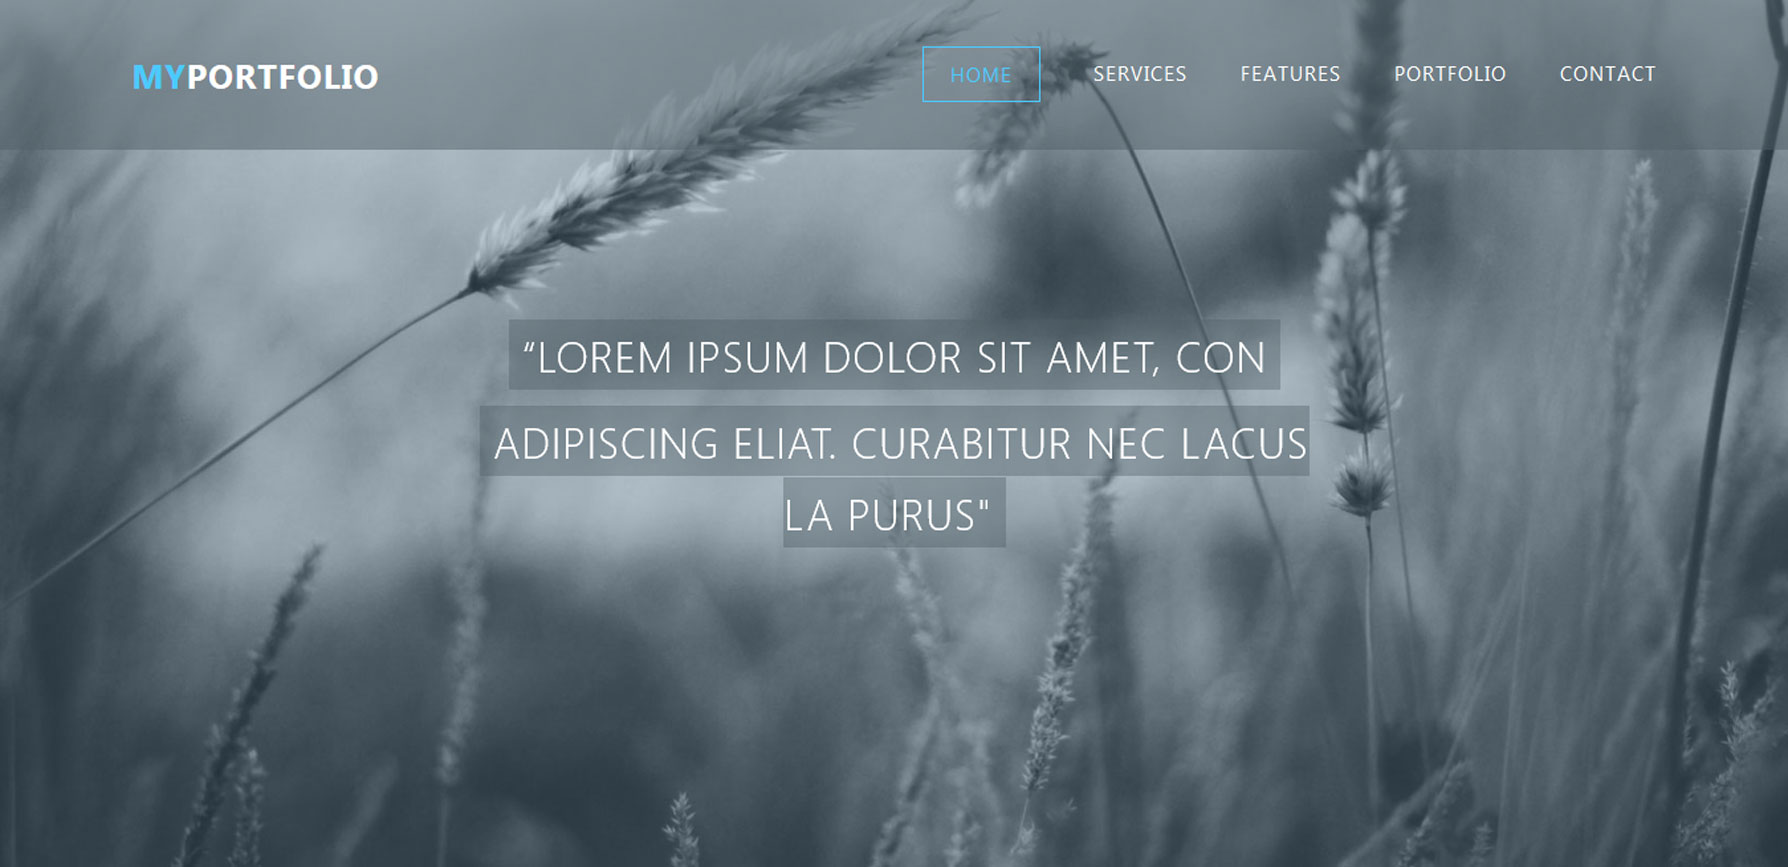 MYPORTFOLIO
HOME SERVICES FEATURES PORTFOLIO CONTACT
“LOREM IPSUM DOLOR SIT AMET, CON
ADIPISCING ELIAT. CURABITUR NEC LACUS
LA PURUS"